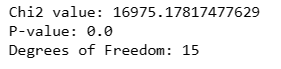 Chi2 value: 16975.17817477629
P-value: 0.0
Degrees of Freedom: 15